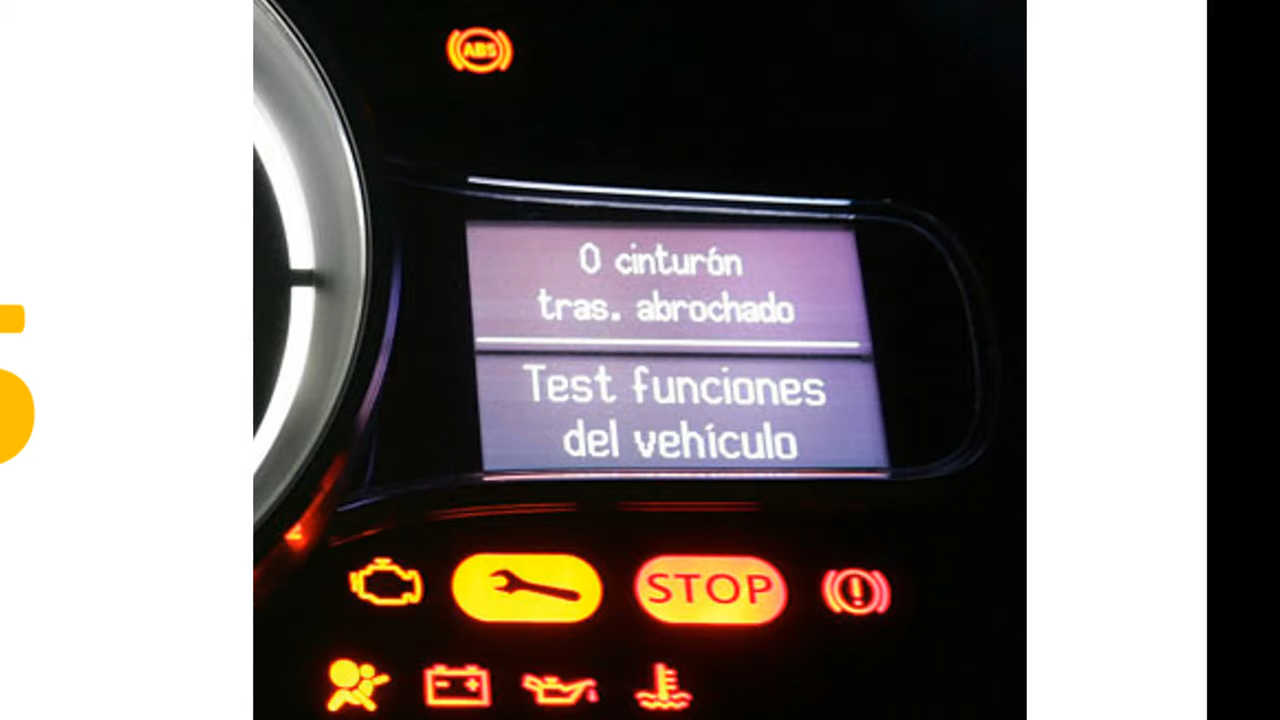 ABS
0 cinturón
tras. abrochado
Test funciones
del vehículo
STOP